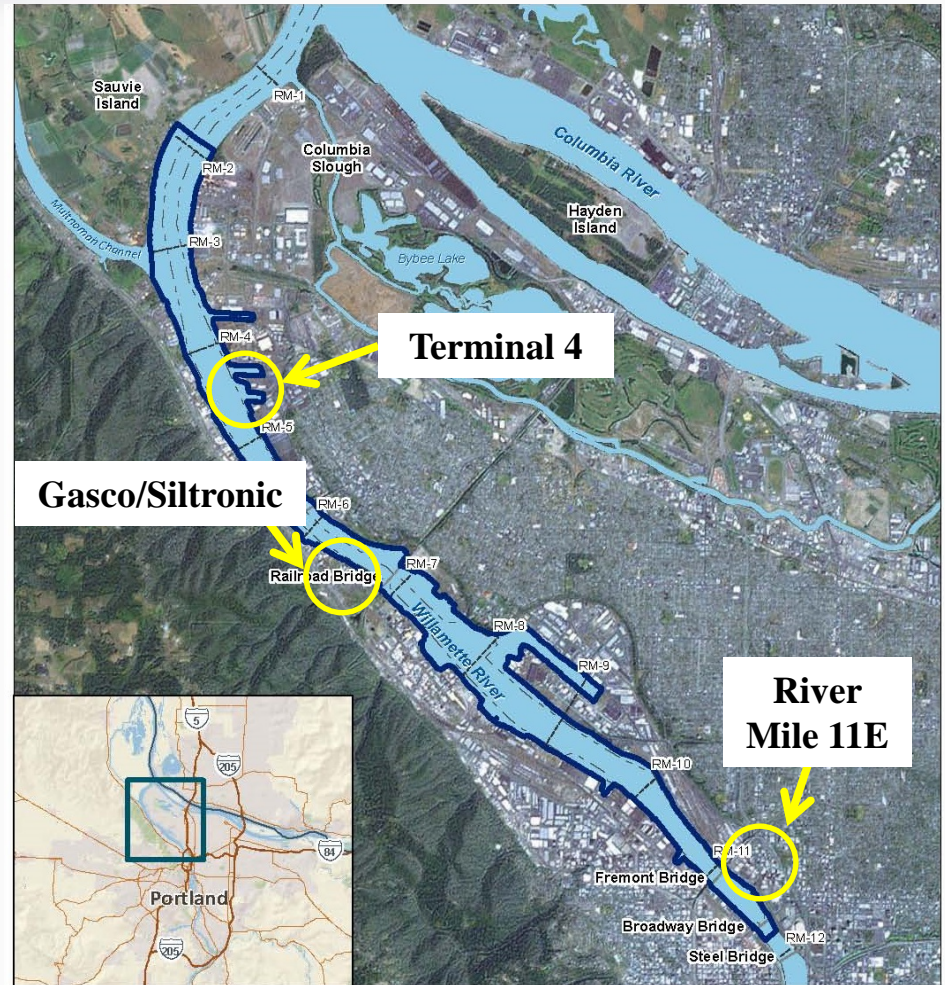 Sauvie
Island
RM-1
Columbia
Slough
Columbia River
RM-2
Hayden
Island
Multnomah Channel
RM-3
Bybee Lake
RM-4
Terminal 4
RM-5
Gasco/Siltronic
RM-6
Railroad Bridge
RM-7
Willamette River
RM-8
RM-9
River
Mile 11E
RM-10
RM-11
Fremont Bridge
Broadway Bridge
RM-12
Steel Bridge
5
205
84
Portland
205